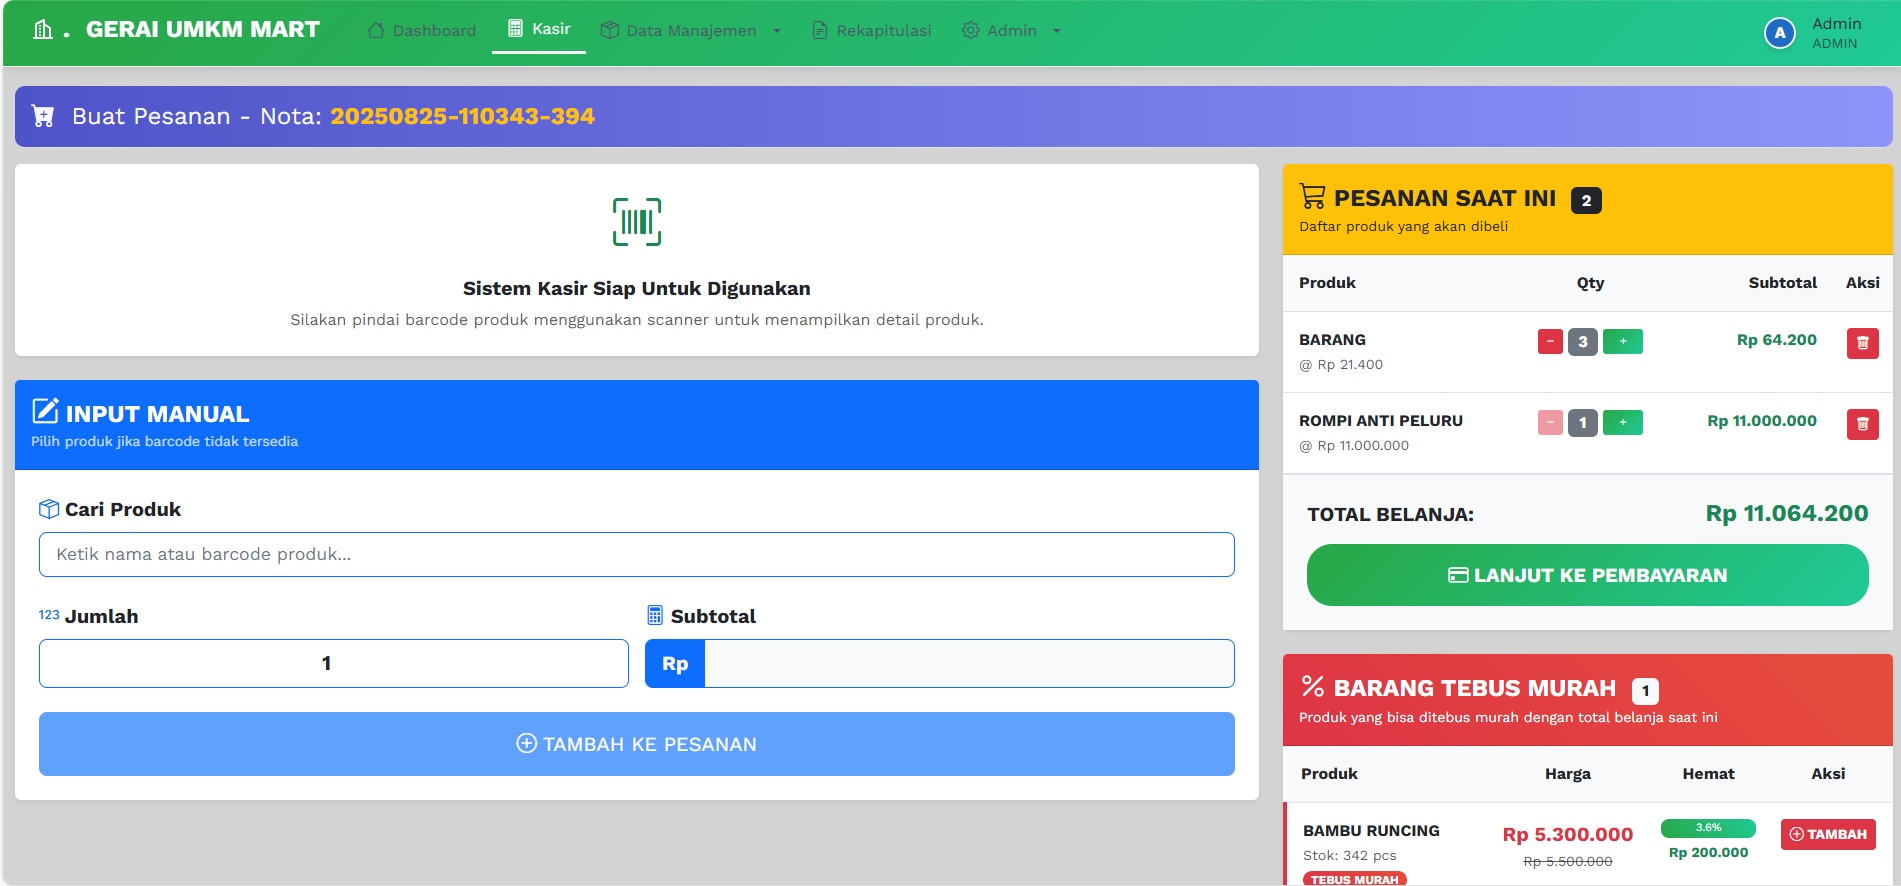 . GERAI UMKM MART
Dashboard
Kasir
Data Manajemen
Rekapitulasi
Admin
A
Admin
ADMIN
Buat Pesanan - Nota: 20250825-110343-394
Sistem Kasir Siap Untuk Digunakan
Silakan pindai barcode produk menggunakan scanner untuk menampilkan detail produk.
INPUT MANUAL
Pilih produk jika barcode tidak tersedia
Cari Produk
Ketik nama atau barcode produk...
123 Jumlah
1
Subtotal
Rp
TAMBAH KE PESANAN
PESANAN SAAT INI 2
Daftar produk yang akan dibeli
Produk Qty Subtotal Aksi
BARANG - 3 + Rp 64.200
@ Rp 21.400
ROMPI ANTI PELURU - 1 + Rp 11.000.000
@ Rp 11.000.000
TOTAL BELANJA: Rp 11.064.200
LANJUT KE PEMBAYARAN
BARANG TEBUS MURAH 1
Produk yang bisa ditebus murah dengan total belanja saat ini
Produk Harga Hemat Aksi
BAMBU RUNCING Rp 5.300.000 3.6% TAMBAH
Stok: 342 pcs Rp 5.500.000 Rp 200.000
TEBUS MURAH